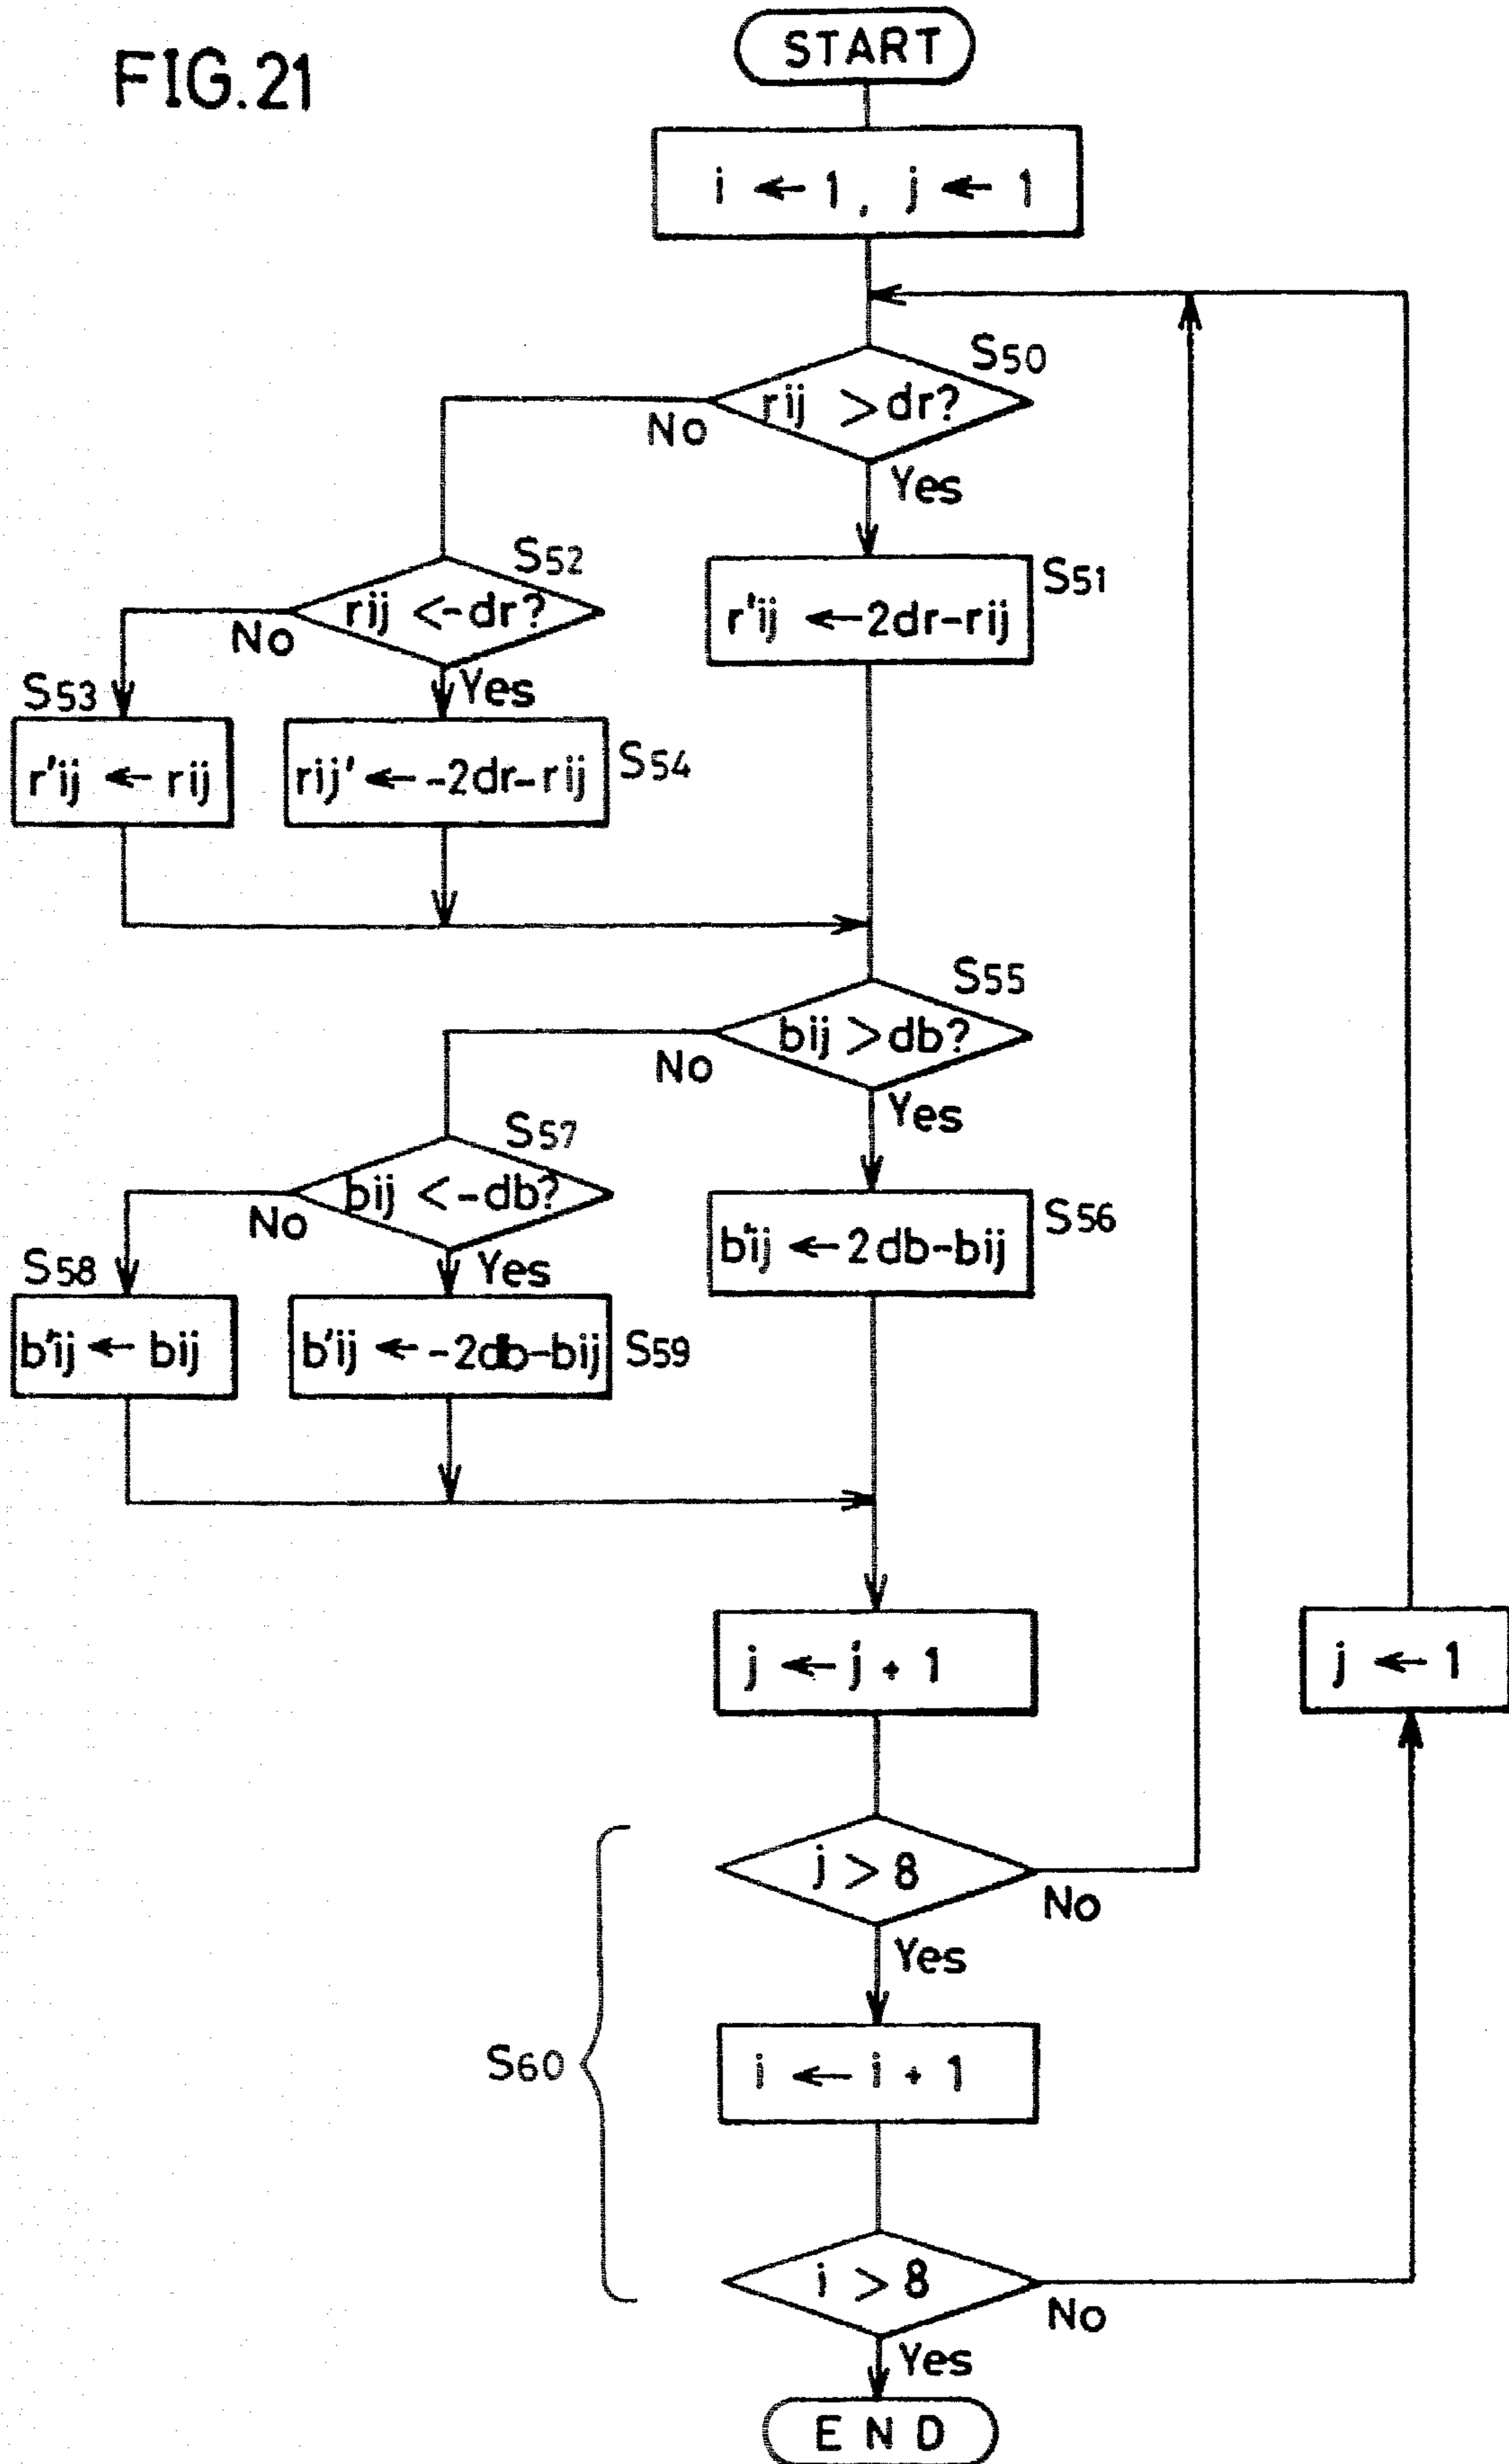 FIG.21
START
i ← 1, j ← 1
S50
rij > dr?
No
Yes
S52
rij < -dr?
No
Yes
S51
r'ij ← 2dr-rij
S53
r'ij ← rij
rij' ← -2dr-rij
S54
S55
bij > db?
No
Yes
S57
bij < -db?
No
Yes
S56
b'ij ← 2db-bij
S58
b'ij ← bij
b'ij ← -2db-bij
S59
j ← j + 1
j ← 1
j > 8
No
Yes
S60
i ← i + 1
i > 8
No
Yes
END